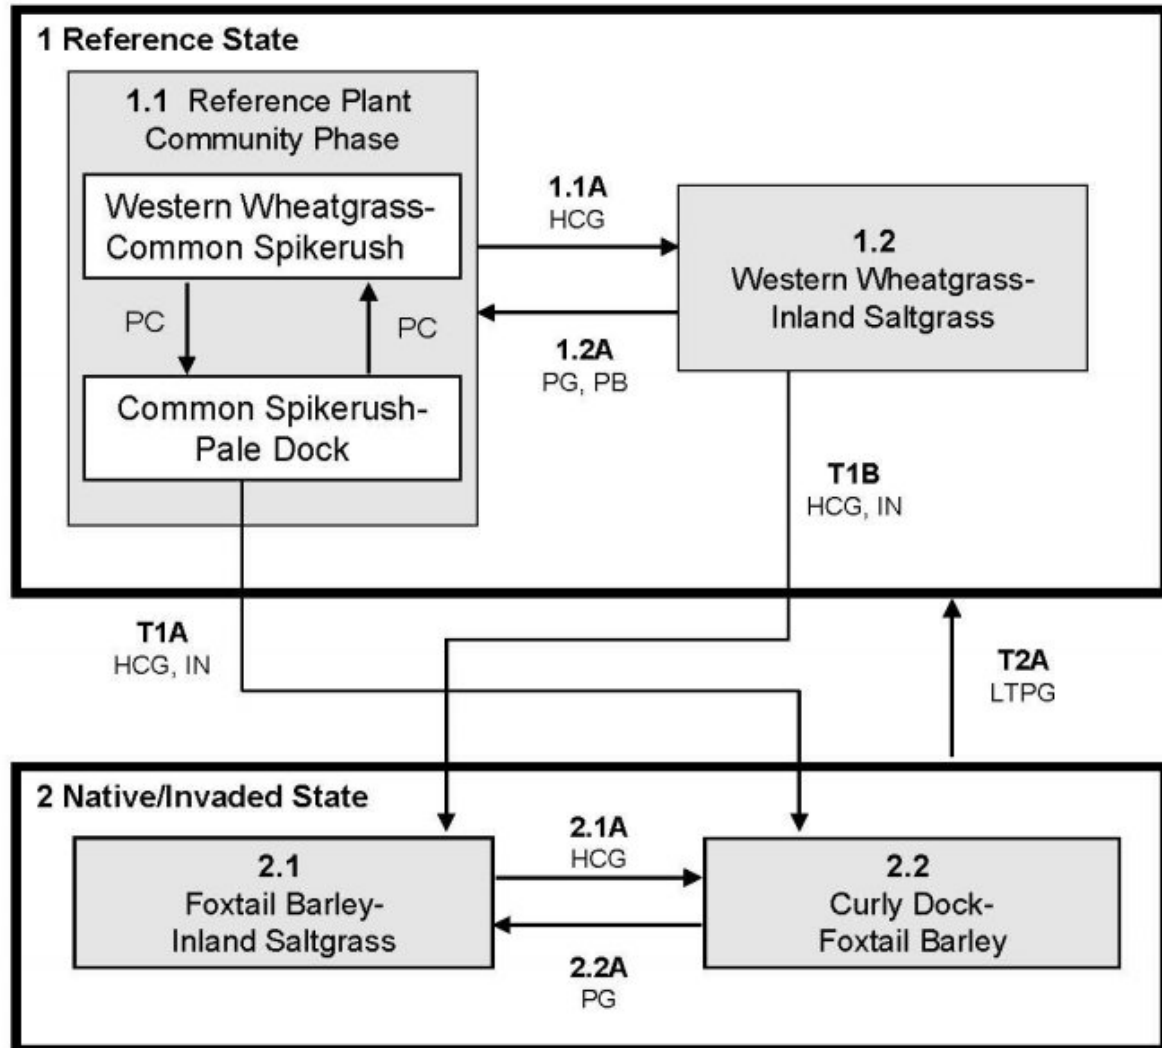 1 Reference State
1.1 Reference Plant
Community Phase
Western Wheatgrass-
Common Spikerush
PC
PC
Common Spikerush-
Pale Dock
1.1A
HCG
1.2A
PG, PB
1.2
Western Wheatgrass-
Inland Saltgrass
T1B
HCG, IN
T1A
HCG, IN
T2A
LTPG
2 Native/Invaded State
2.1
Foxtail Barley-
Inland Saltgrass
2.1A
HCG
2.2A
PG
2.2
Curly Dock-
Foxtail Barley